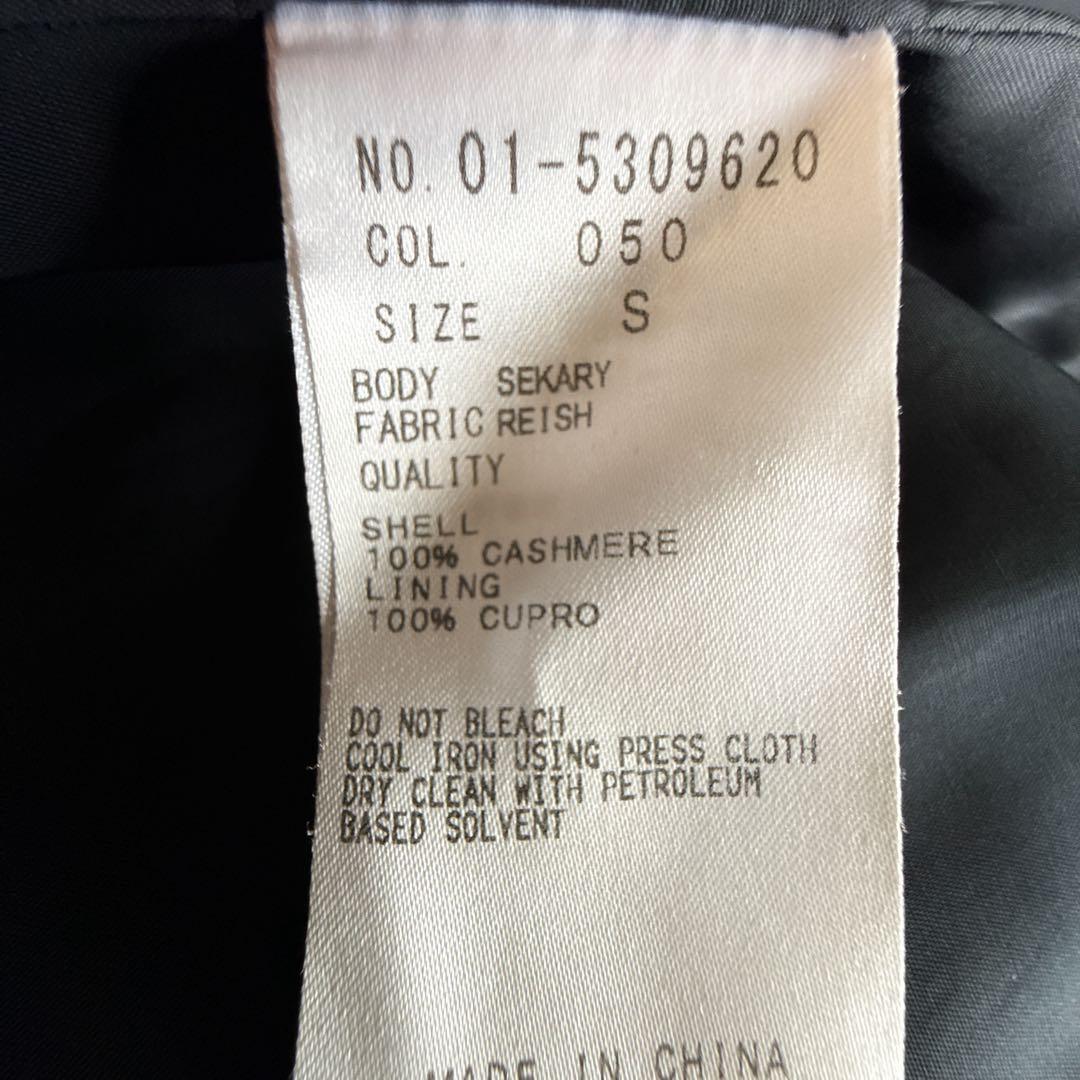 NO. 01-5309620
COL. 050
SIZE S
BODY SEKARY
FABRIC REISH
QUALITY
SHELL
100% CASHMERE
LINING
100% CUPRO
DO NOT BLEACH
COOL IRON USING PRESS CLOTH
DRY CLEAN WITH PETROLEUM
BASED SOLVENT
MADE IN CHINA